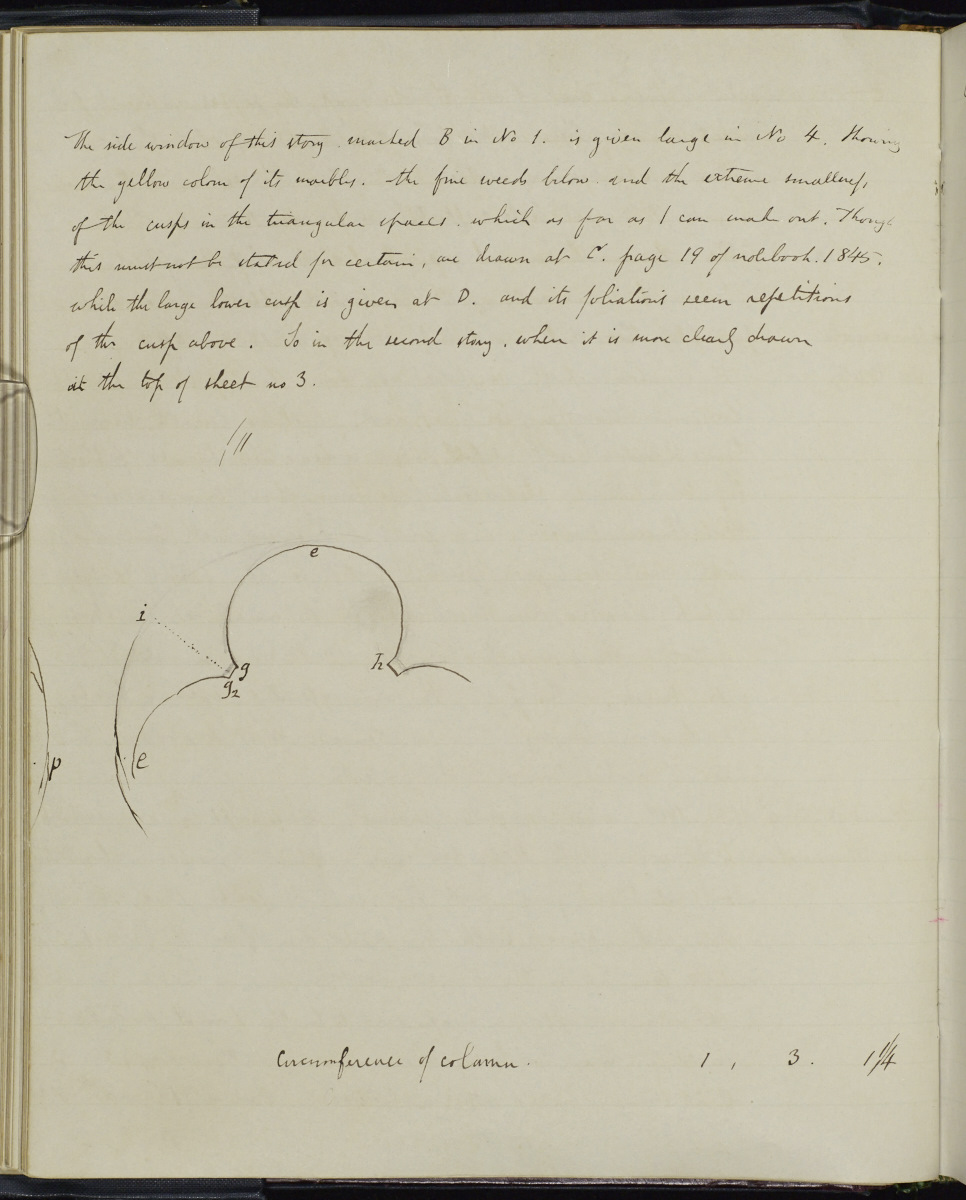 The side window of this story. marked B in No 1. is given large in No 4. Showing
the yellow colour of its marbles. the fine reeds below. and the extreme smallness,
of the cusps in the triangular spaces. which as far as I can make out. Though
this must not be stated for certain, are drawn at C. page 19 of notebook. 1845.
while the large lower cusp is given at D. and its foliations seem repetitions
of the cusp above. So in the second story. when it is more clearly drawn
at the top of sheet no 3.
e
i
g
h
g2
e
p
Circumference of column. 1, 3. 1 1/4